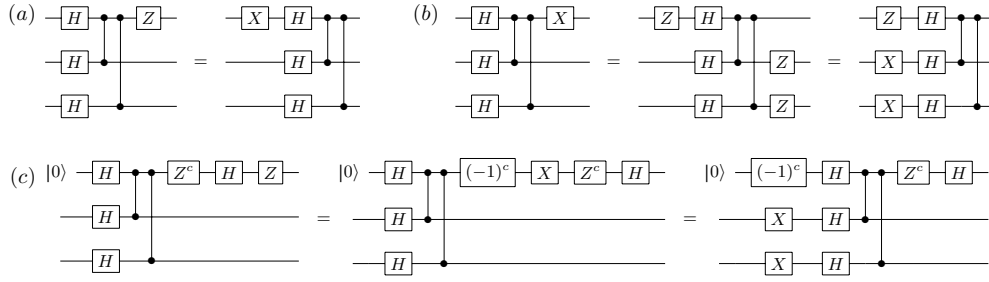 (a) H Z X H (b) H X Z H Z H
H = H H = H Z = X H
H H H H Z X H
(c) |0⟩ H Z^c H Z |0⟩ H (-1)^c X Z^c H |0⟩ (-1)^c H Z^c H
H = H = X H
H H X H